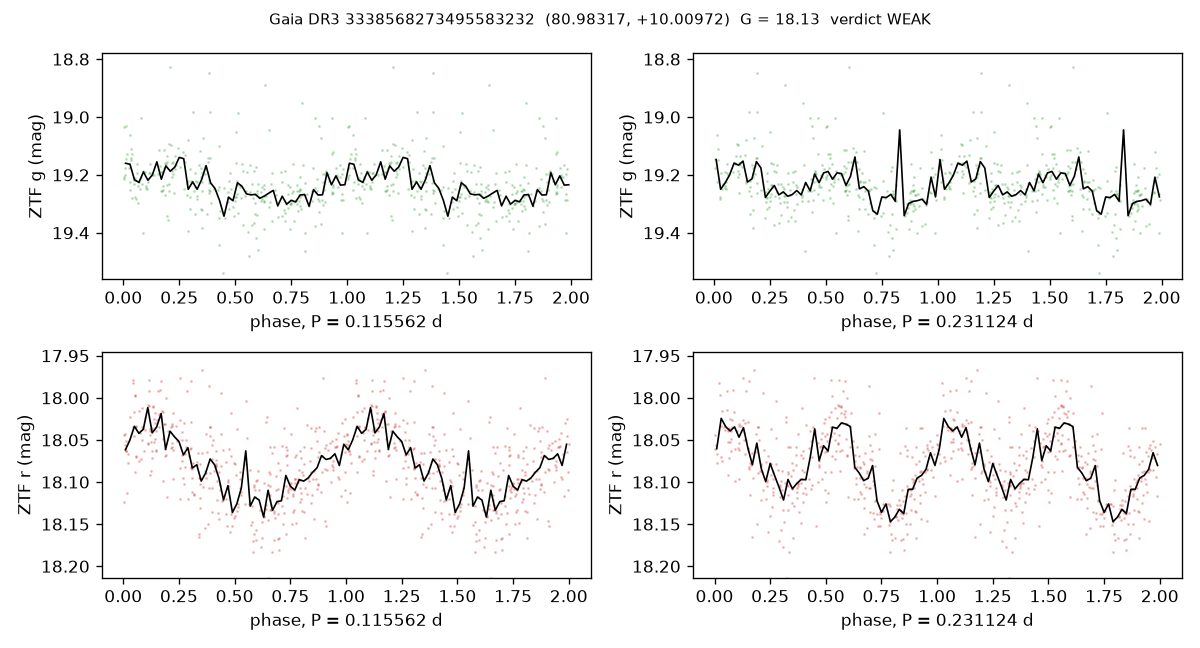 Gaia DR3 3338568273495583232  (80.98317, +10.00972)  G = 18.13  verdict WEAK
ZTF g (mag)
18.8
19.0
19.2
19.4
0.00 0.25 0.50 0.75 1.00 1.25 1.50 1.75 2.00
phase, P = 0.115562 d
ZTF g (mag)
18.8
19.0
19.2
19.4
0.00 0.25 0.50 0.75 1.00 1.25 1.50 1.75 2.00
phase, P = 0.231124 d
ZTF r (mag)
17.95
18.00
18.05
18.10
18.15
18.20
0.00 0.25 0.50 0.75 1.00 1.25 1.50 1.75 2.00
phase, P = 0.115562 d
ZTF r (mag)
17.95
18.00
18.05
18.10
18.15
18.20
0.00 0.25 0.50 0.75 1.00 1.25 1.50 1.75 2.00
phase, P = 0.231124 d